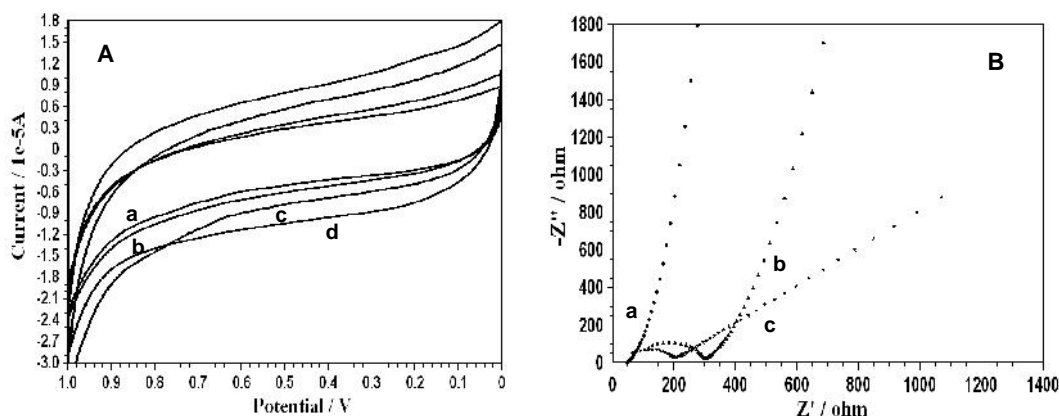 A
Current / 1e-5A
1.8
1.5
1.2
0.9
0.6
0.3
0
-0.3
-0.6
-0.9
-1.2
-1.5
-1.8
-2.1
-2.4
-2.7
-3.0
a
b
c
d
1.0 0.9 0.8 0.7 0.6 0.5 0.4 0.3 0.2 0.1 0
Potential / V
B
-Z'' / ohm
1800
1600
1400
1200
1000
800
600
400
200
0
a
b
c
0 200 400 600 800 1000 1200 1400
Z' / ohm